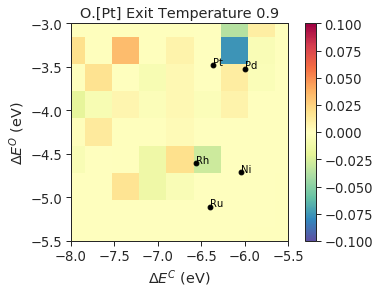 O.[Pt] Exit Temperature 0.9
−3.0
−3.5
−4.0
−4.5
−5.0
−5.5
ΔE^O (eV)
Pt
Pd
Rh
Ni
Ru
−8.0 −7.5 −7.0 −6.5 −6.0 −5.5
ΔE^C (eV)
0.100
0.075
0.050
0.025
0.000
−0.025
−0.050
−0.075
−0.100